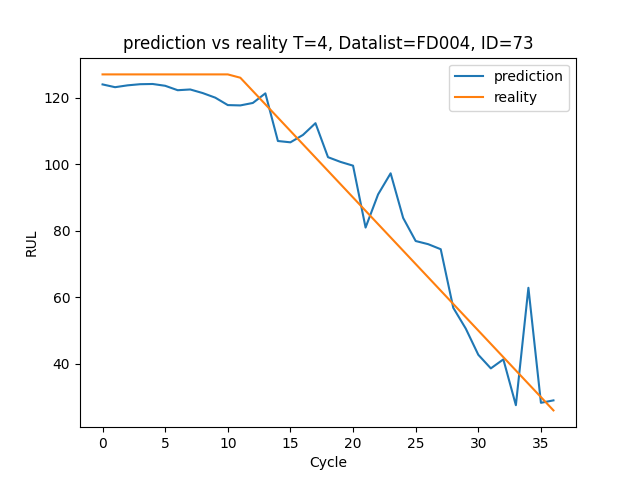 prediction vs reality T=4, Datalist=FD004, ID=73
prediction
reality
120
100
80
60
40
RUL
0 5 10 15 20 25 30 35
Cycle